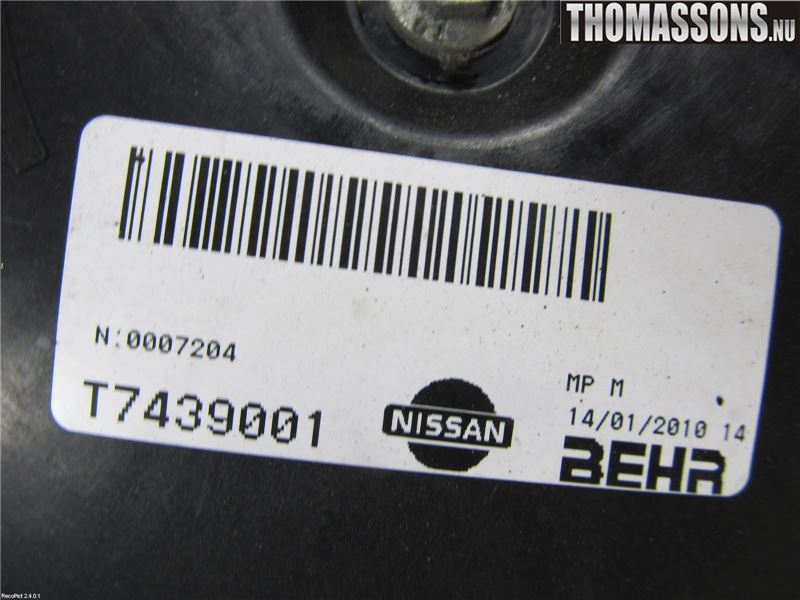 THOMASSONS.NU
N:0007204
T7439001
NISSAN
MP M
14/01/2010 14
BEHR
RecoPict 2.4.0.1